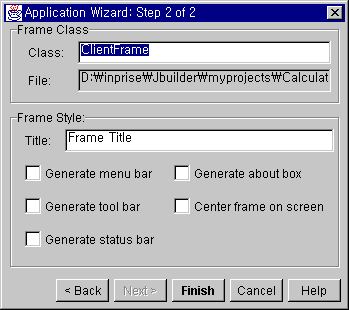 Application Wizard: Step 2 of 2
Frame Class
Class: ClientFrame
File: D:₩inprise₩Jbuilder₩myprojects₩Calculat
Frame Style:
Title: Frame Title
Generate menu bar Generate about box
Generate tool bar Center frame on screen
Generate status bar
< Back Next > Finish Cancel Help